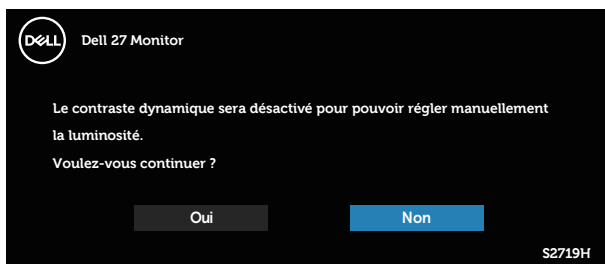 DELL
Dell 27 Monitor
Le contraste dynamique sera désactivé pour pouvoir régler manuellement
la luminosité.
Voulez-vous continuer ?
Oui
Non
S2719H